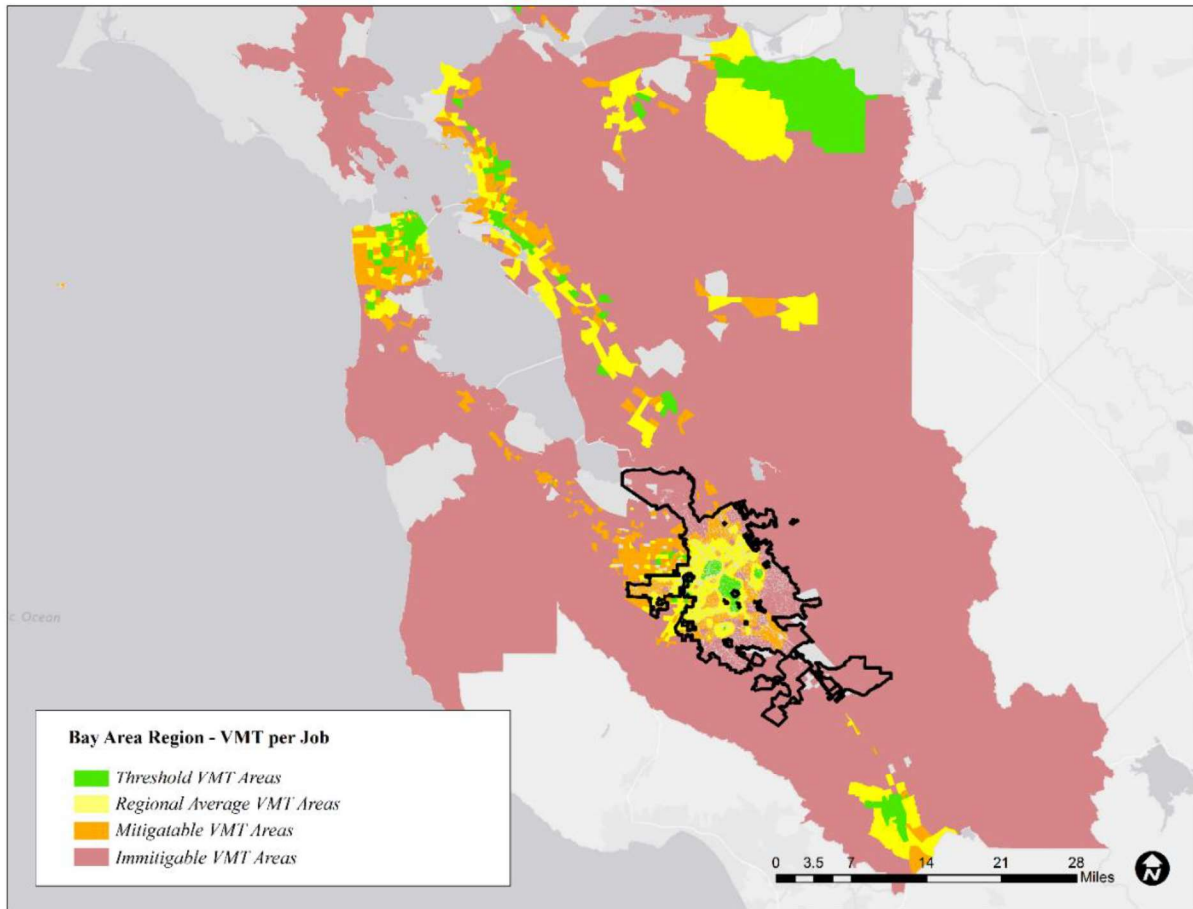 c Ocean
Bay Area Region - VMT per Job
Threshold VMT Areas
Regional Average VMT Areas
Mitigatable VMT Areas
Immitigable VMT Areas
0 3.5 7 14 21 28
Miles
N